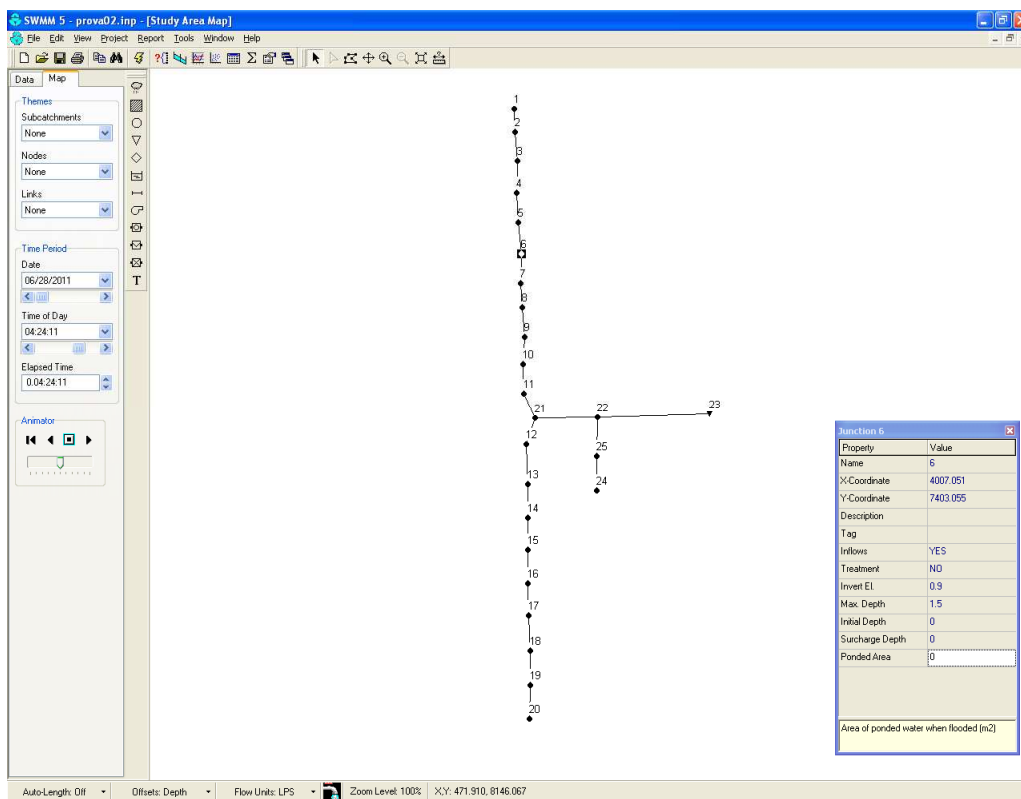 SWMM 5 - prova02.inp - [Study Area Map]
File Edit View Project Report Tools Window Help
Data Map
Themes
Subcatchments
None
Nodes
None
Links
None
Time Period
Date
06/28/2011
Time of Day
04:24:11
Elapsed Time
0.04:24:11
Animator
T
1
2
3
4
5
6
7
8
9
10
11
21
22
23
12
25
13
24
14
15
16
17
18
19
20
Junction 6
Property Value
Name 6
X-Coordinate 4007.051
Y-Coordinate 7403.055
Description
Tag
Inflows YES
Treatment NO
Invert El. 0.9
Max. Depth 1.5
Initial Depth 0
Surcharge Depth 0
Ponded Area 0
Area of ponded water when flooded (m2)
Auto-Length: Off Offsets: Depth Flow Units: LPS Zoom Level: 100% X,Y: 471.910, 8146.067